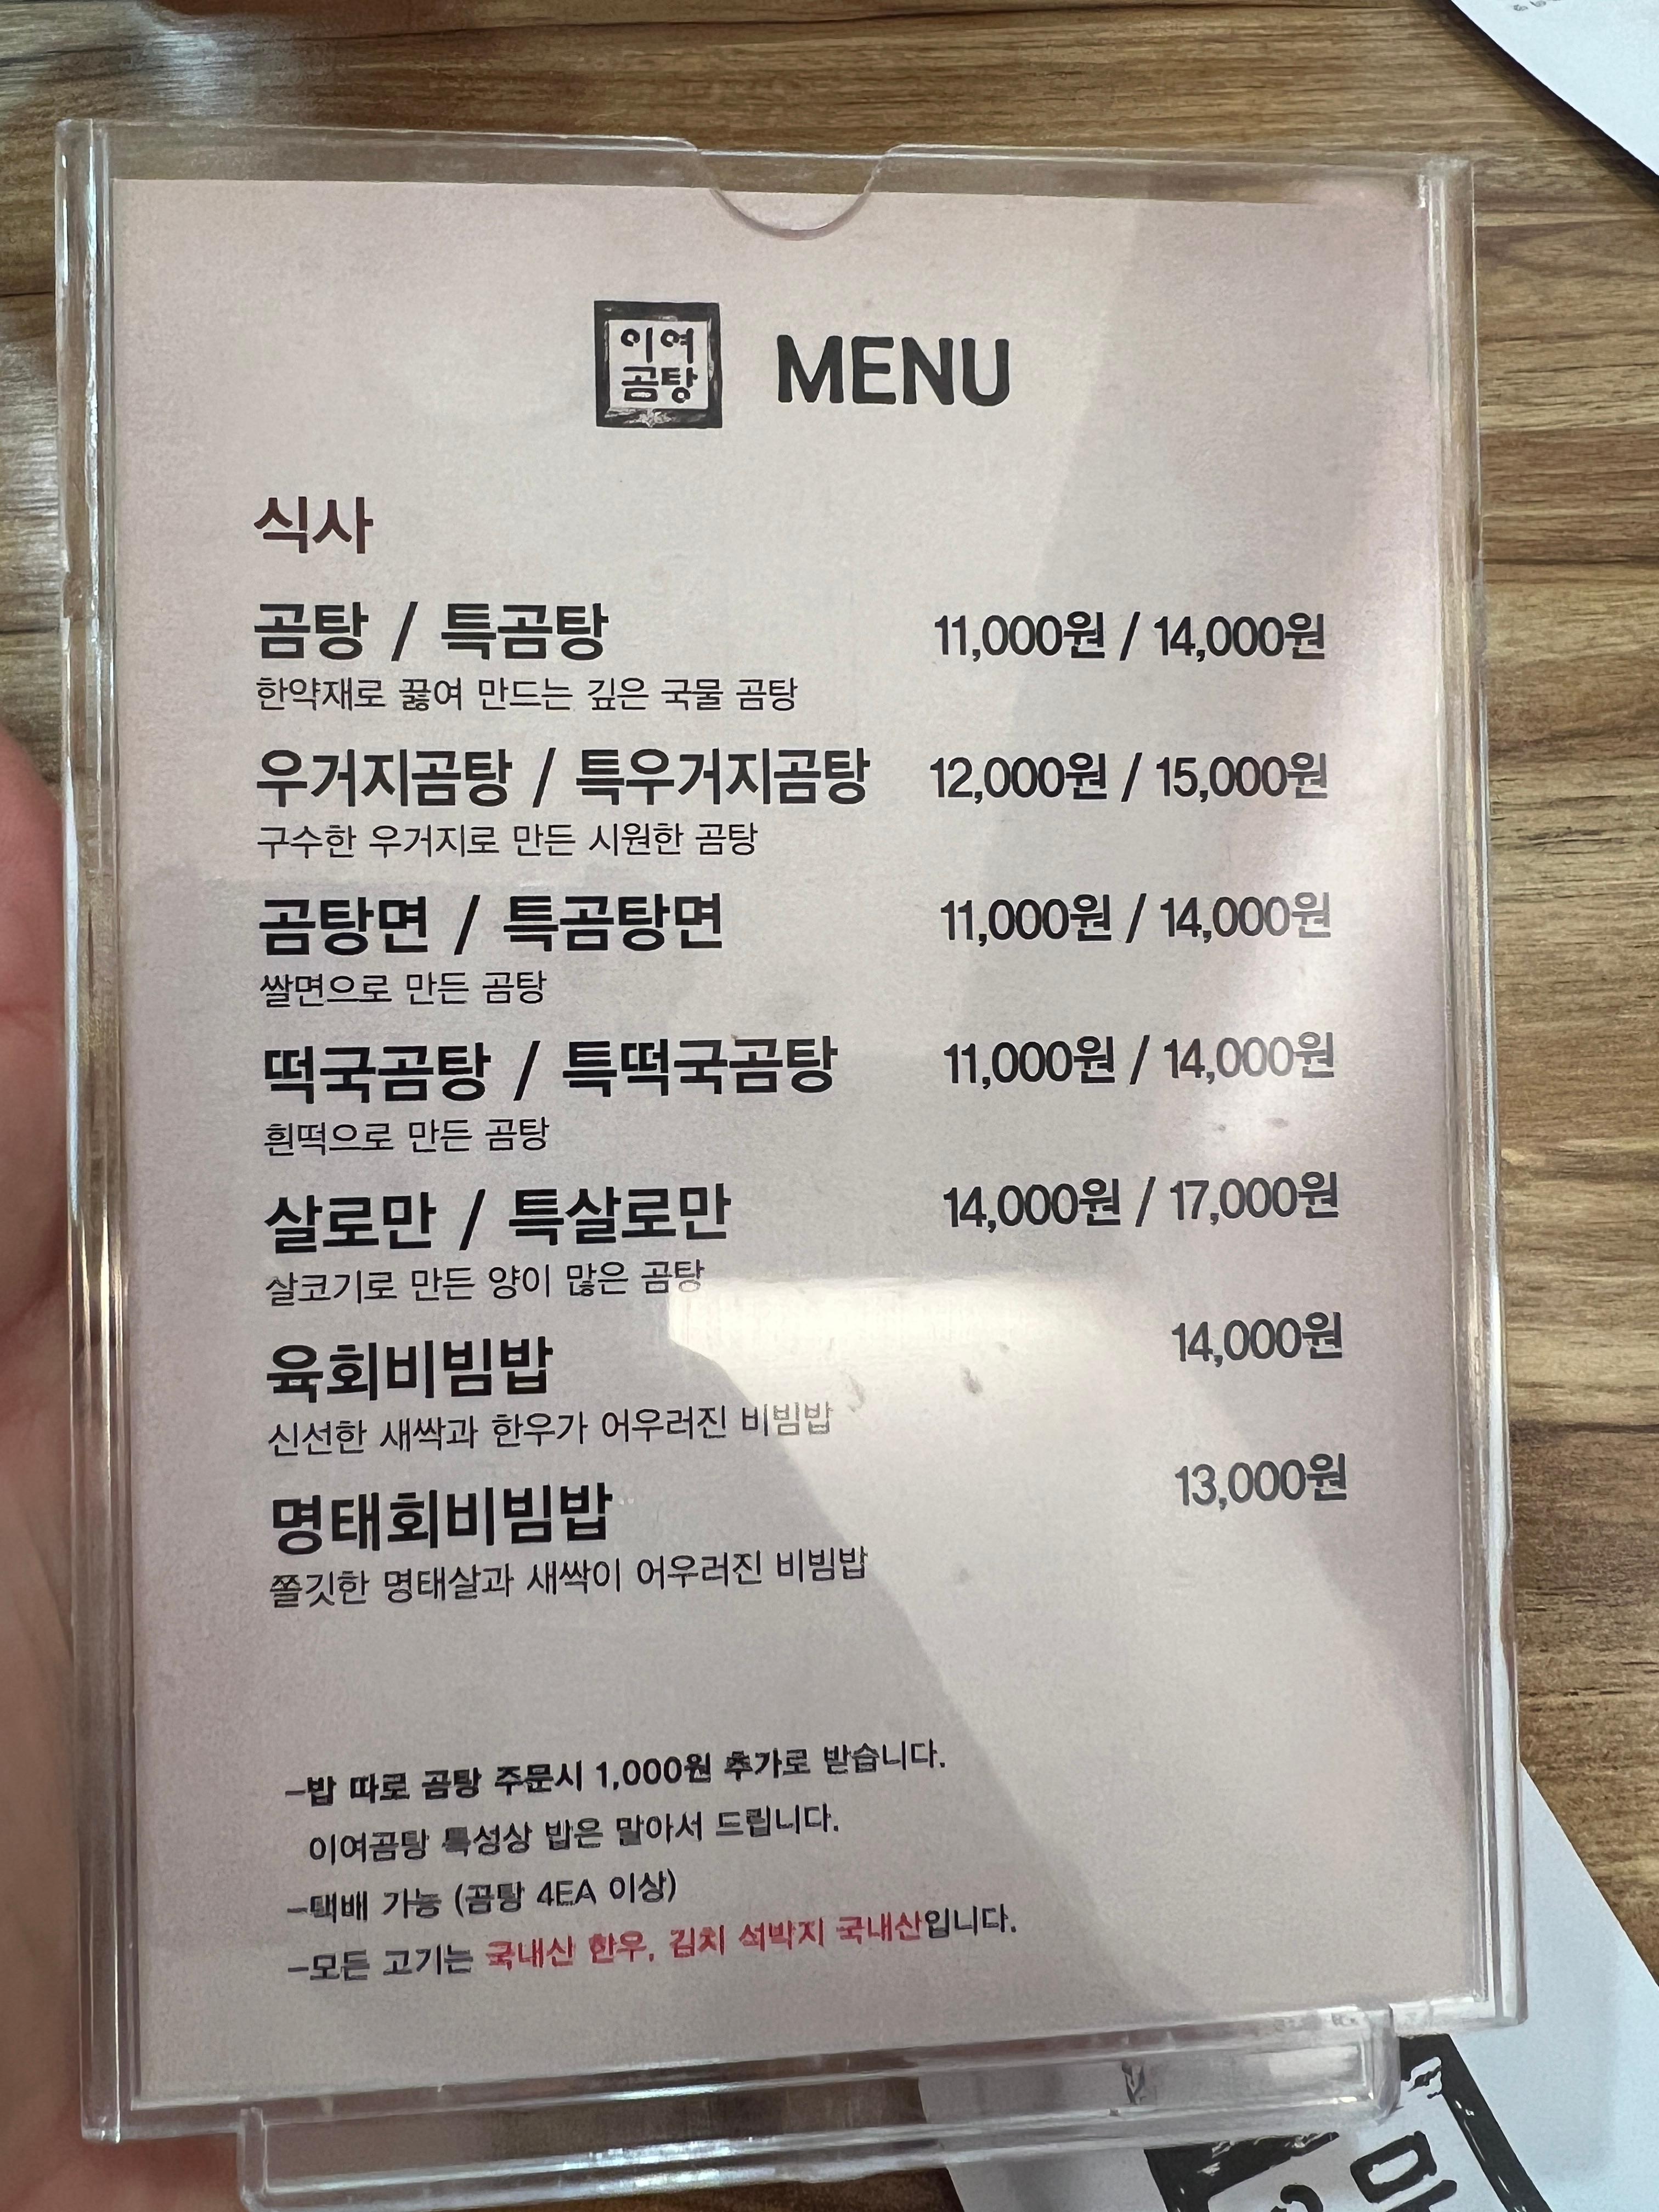 이여
곰탕
MENU
식사
곰탕 / 특곰탕 11,000원 / 14,000원
한약재로 끓여 만드는 깊은 국물 곰탕
우거지곰탕 / 특우거지곰탕 12,000원 / 15,000원
구수한 우거지로 만든 시원한 곰탕
곰탕면 / 특곰탕면 11,000원 / 14,000원
쌀면으로 만든 곰탕
떡국곰탕 / 특떡국곰탕 11,000원 / 14,000원
흰떡으로 만든 곰탕
살로만 / 특살로만 14,000원 / 17,000원
살코기로 만든 양이 많은 곰탕
육회비빔밥 14,000원
신선한 새싹과 한우가 어우러진 비빔밥
명태회비빔밥 13,000원
쫄깃한 명태살과 새싹이 어우러진 비빔밥
-밥 따로 곰탕 주문시 1,000원 추가로 받습니다.
이여곰탕 특성상 밥은 말아서 드립니다.
-택배 가능 (곰탕 4EA 이상)
-모든 고기는 국내산 한우, 김치 석박지 국내산입니다.